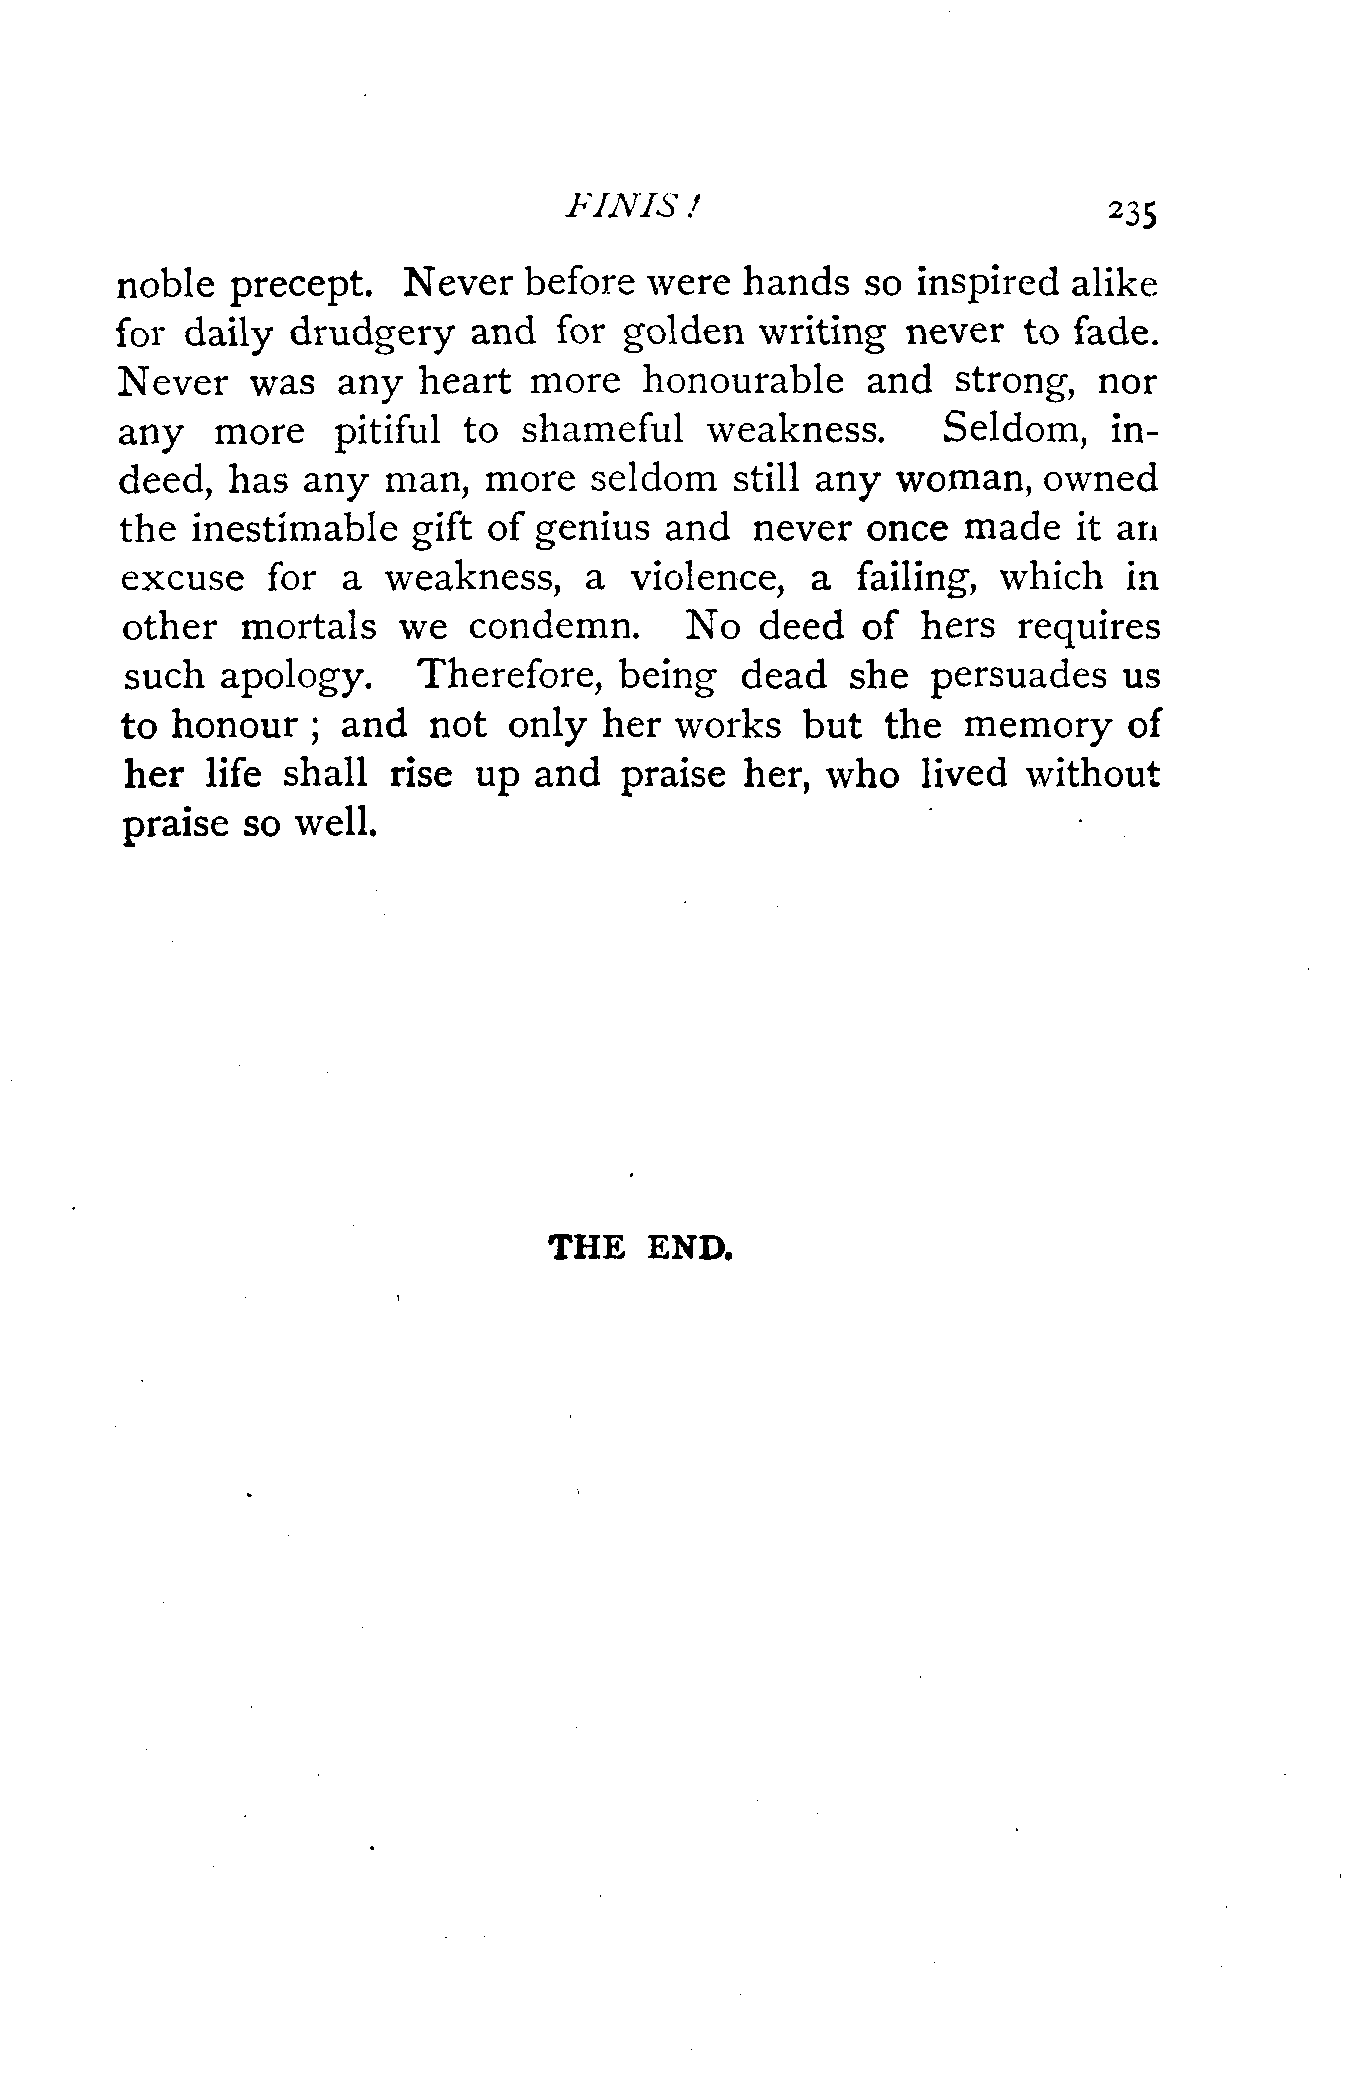 FINIS! 235
noble precept. Never before were hands so inspired alike
for daily drudgery and for golden writing never to fade.
Never was any heart more honourable and strong, nor
any more pitiful to shameful weakness. Seldom, in-
deed, has any man, more seldom still any woman, owned
the inestimable gift of genius and never once made it an
excuse for a weakness, a violence, a failing, which in
other mortals we condemn. No deed of hers requires
such apology. Therefore, being dead she persuades us
to honour ; and not only her works but the memory of
her life shall rise up and praise her, who lived without
praise so well.
THE END.